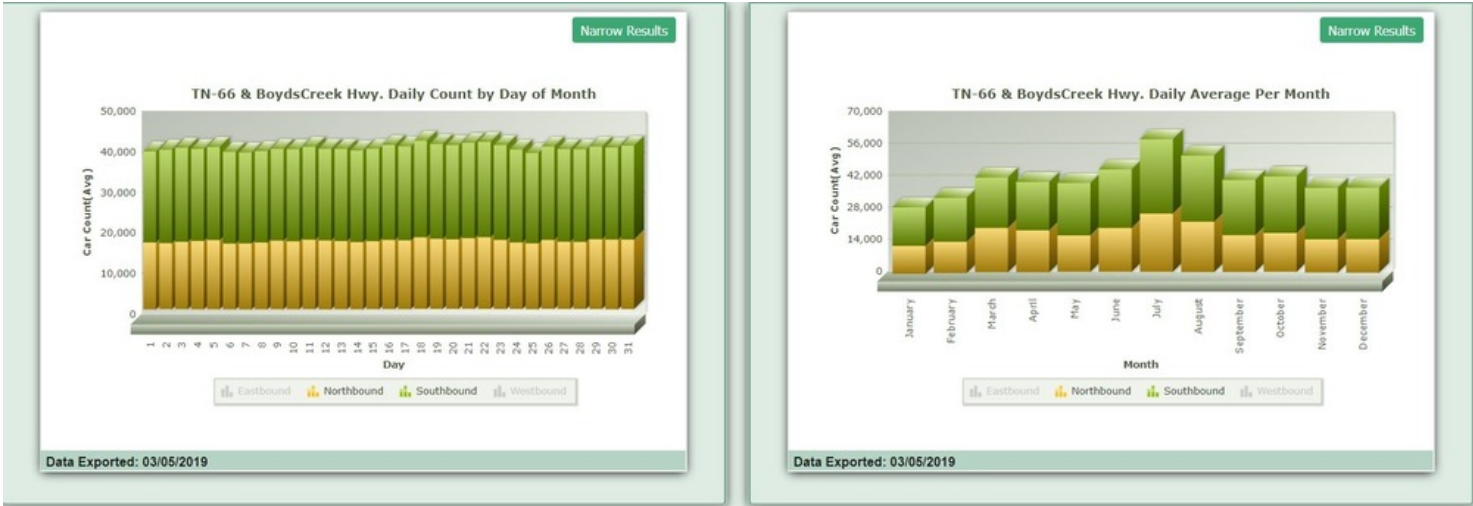 Narrow Results
TN-66 & BoydsCreek Hwy. Daily Count by Day of Month
Car Count(Avg)
50,000
40,000
30,000
20,000
10,000
0
1 2 3 4 5 6 7 8 9 10 11 12 13 14 15 16 17 18 19 20 21 22 23 24 25 26 27 28 29 30 31
Day
Eastbound Northbound Southbound Westbound
Data Exported: 03/05/2019
Narrow Results
TN-66 & BoydsCreek Hwy. Daily Average Per Month
Car Count(Avg)
70,000
56,000
42,000
28,000
14,000
0
January February March April May June July August September October November December
Month
Eastbound Northbound Southbound Westbound
Data Exported: 03/05/2019